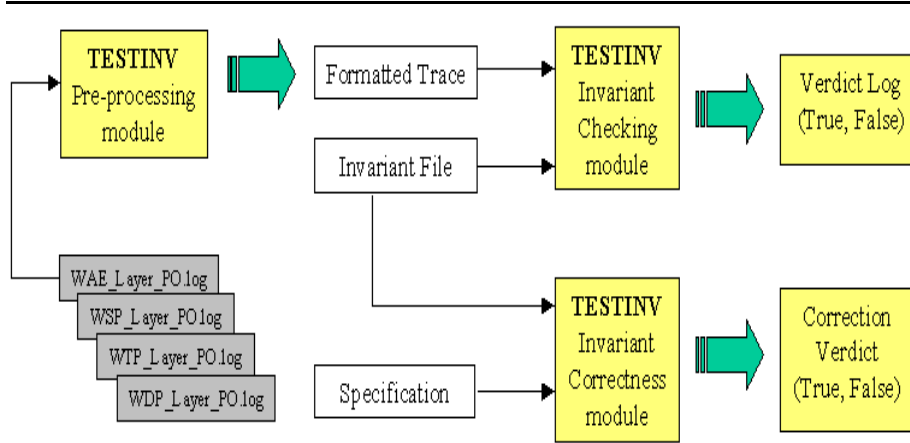 TESTINV
Pre-processing
module
Formatted Trace
Invariant File
TESTINV
Invariant
Checking
module
Verdict Log
(True, False)
WAE_Layer_PO.log
WSP_Layer_PO.log
WTP_Layer_PO.log
WDP_Layer_PO.log
Specification
TESTINV
Invariant
Correctness
module
Correction
Verdict
(True, False)